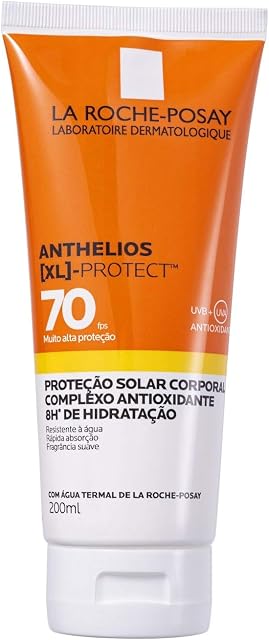 LA ROCHE-POSAY
LABORATOIRE DERMATOLOGIQUE
ANTHELIOS
[XL]-PROTECT™
70 fps
Muito alta proteção
UVB + UVA
ANTIOXIDANTE
PROTEÇÃO SOLAR CORPORAL
COMPLEXO ANTIOXIDANTE
8H* DE HIDRATAÇÃO
Resistente à água
Rápida absorção
Fragrância suave
COM ÁGUA TERMAL DE LA ROCHE-POSAY
200ml